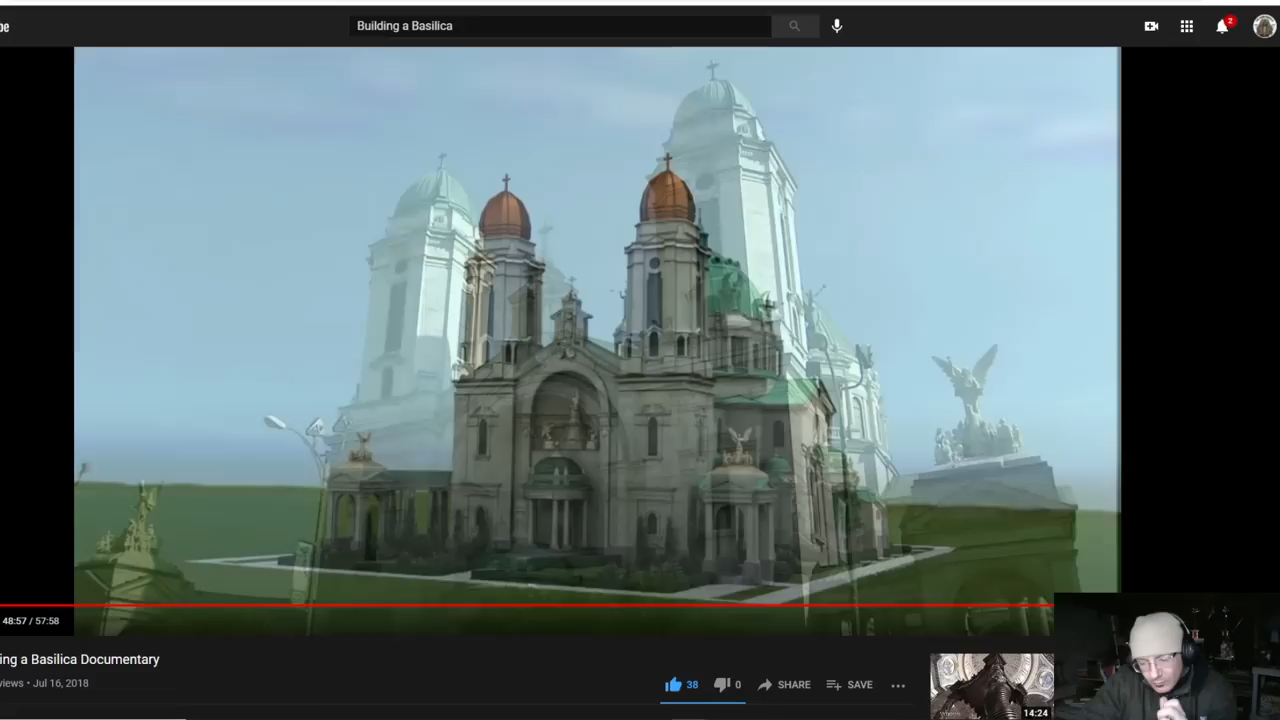 be
Building a Basilica
2
48:57 / 57:58
ing a Basilica Documentary
views • Jul 16, 2018
38
0
SHARE
SAVE
14:24